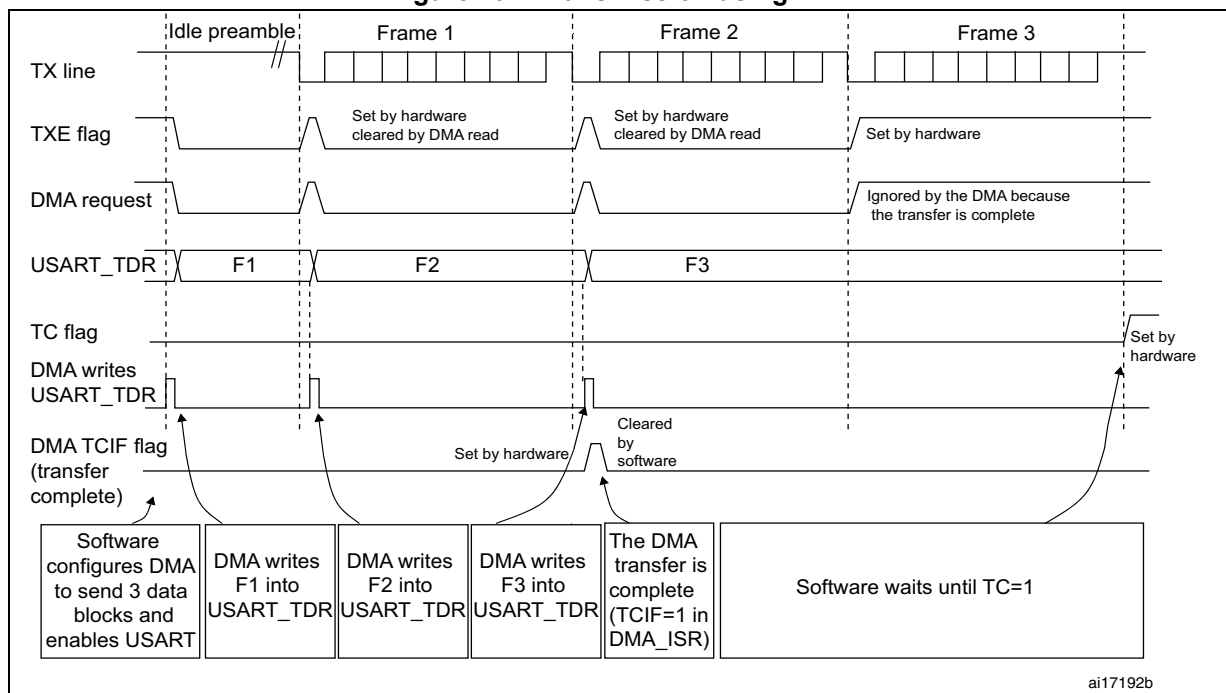 Idle preamble
Frame 1
Frame 2
Frame 3
TX line
TXE flag
Set by hardware
cleared by DMA read
Set by hardware
cleared by DMA read
Set by hardware
DMA request
Ignored by the DMA because
the transfer is complete
USART_TDR
F1
F2
F3
TC flag
Set by
hardware
DMA writes
USART_TDR
DMA TCIF flag
(transfer
complete)
Set by hardware
Cleared
by
software
Software
configures DMA
to send 3 data
blocks and
enables USART
DMA writes
F1 into
USART_TDR
DMA writes
F2 into
USART_TDR
DMA writes
F3 into
USART_TDR
The DMA
transfer is
complete
(TCIF=1 in
DMA_ISR)
Software waits until TC=1
ai17192b